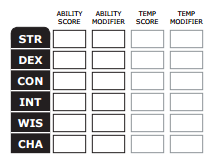 ABILITY SCORE ABILITY MODIFIER TEMP SCORE TEMP MODIFIER
STR
DEX
CON
INT
WIS
CHA